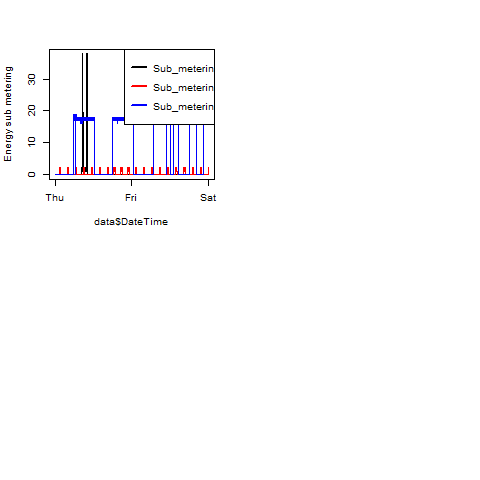 Energy sub metering
30
20
10
0
Sub_meterin
Sub_meterin
Sub_meterin
Thu
Fri
Sat
data$DateTime